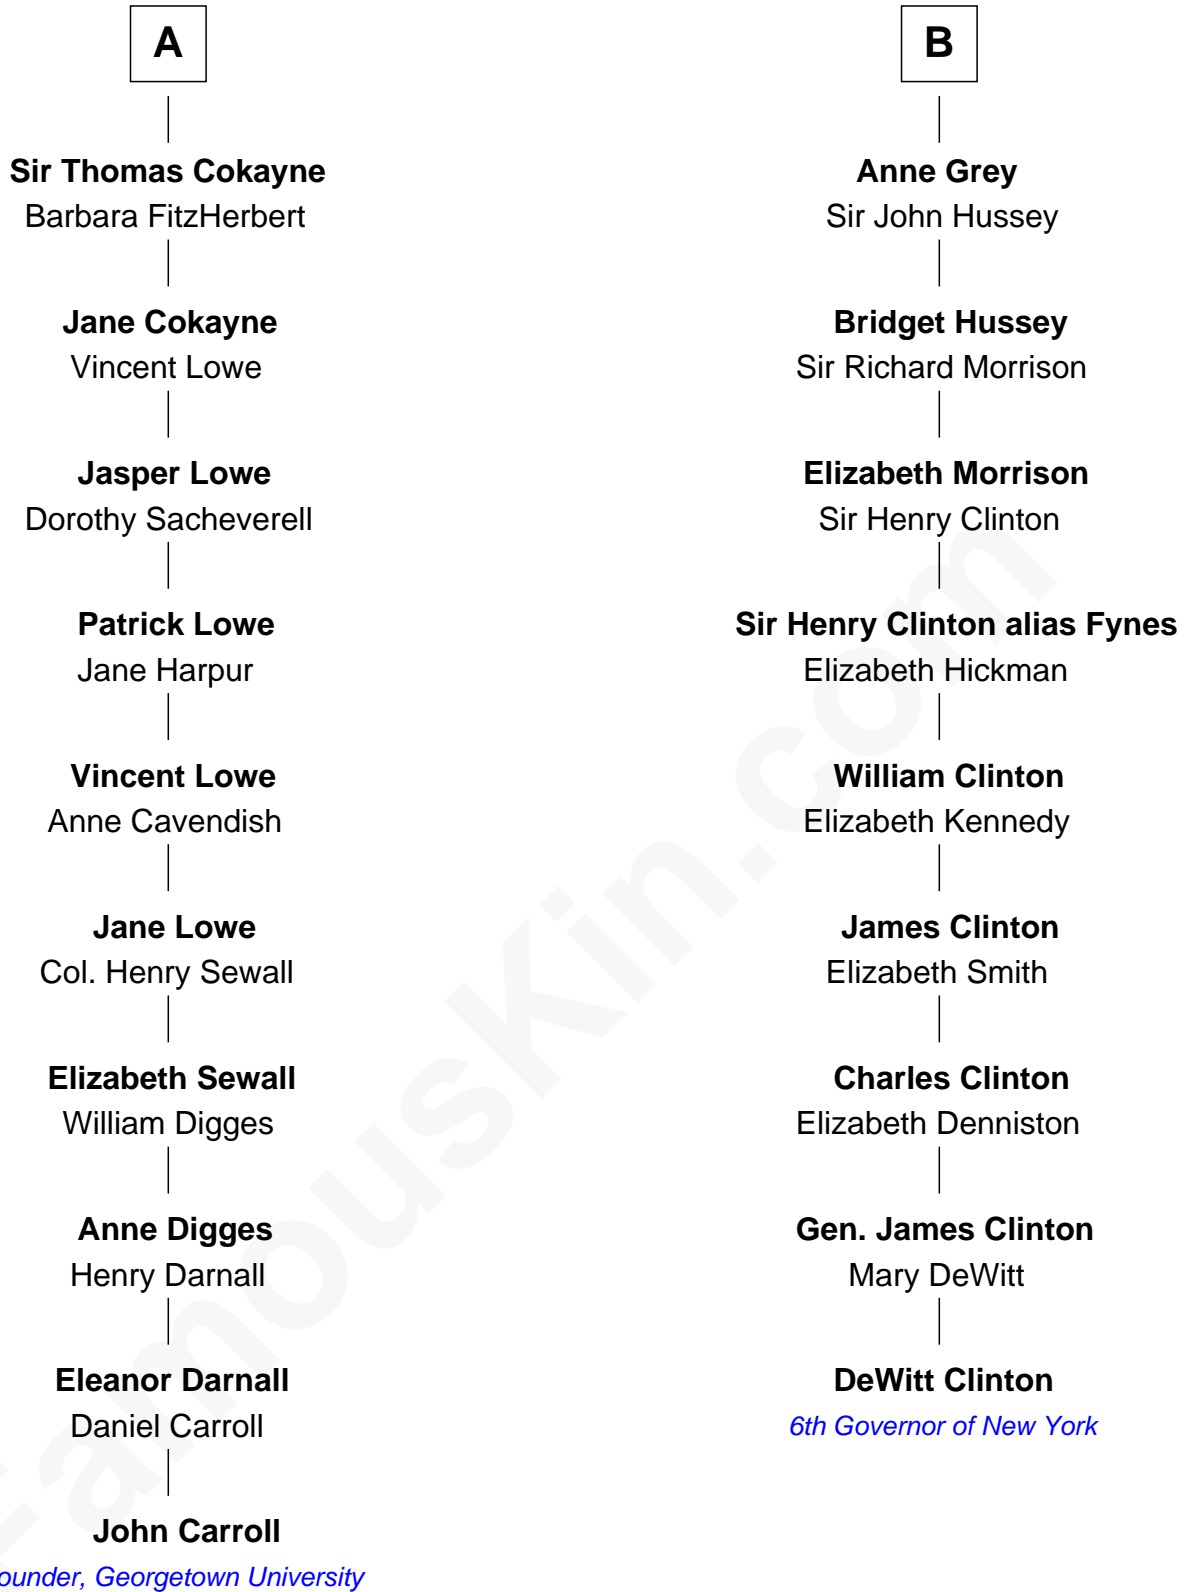 A
Sir Thomas Cokayne
Barbara FitzHerbert
Jane Cokayne
Vincent Lowe
Jasper Lowe
Dorothy Sacheverell
Patrick Lowe
Jane Harpur
Vincent Lowe
Anne Cavendish
Jane Lowe
Col. Henry Sewall
Elizabeth Sewall
William Digges
Anne Digges
Henry Darnall
Eleanor Darnall
Daniel Carroll
John Carroll
ounder, Georgetown University
B
Anne Grey
Sir John Hussey
Bridget Hussey
Sir Richard Morrison
Elizabeth Morrison
Sir Henry Clinton
Sir Henry Clinton alias Fynes
Elizabeth Hickman
William Clinton
Elizabeth Kennedy
James Clinton
Elizabeth Smith
Charles Clinton
Elizabeth Denniston
Gen. James Clinton
Mary DeWitt
DeWitt Clinton
6th Governor of New York
FamousKin.com